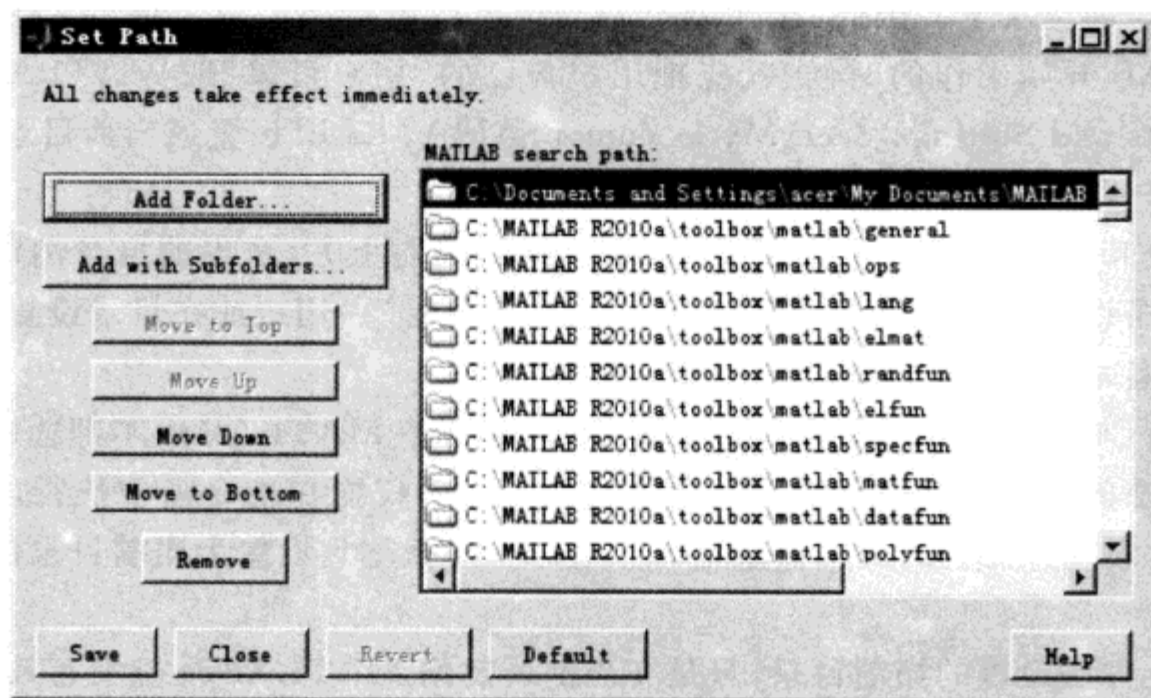 Set Path
All changes take effect immediately.
MATLAB search path:
Add Folder...
Add with Subfolders...
Move to Top
Move Up
Move Down
Move to Bottom
Remove
C:\Documents and Settings\acer\My Documents\MATLAB
C:\MATLAB R2010a\toolbox\matlab\general
C:\MATLAB R2010a\toolbox\matlab\ops
C:\MATLAB R2010a\toolbox\matlab\lang
C:\MATLAB R2010a\toolbox\matlab\elmat
C:\MATLAB R2010a\toolbox\matlab\randfun
C:\MATLAB R2010a\toolbox\matlab\elfun
C:\MATLAB R2010a\toolbox\matlab\specfun
C:\MATLAB R2010a\toolbox\matlab\matfun
C:\MATLAB R2010a\toolbox\matlab\datafun
C:\MATLAB R2010a\toolbox\matlab\polyfun
Save
Close
Revert
Default
Help